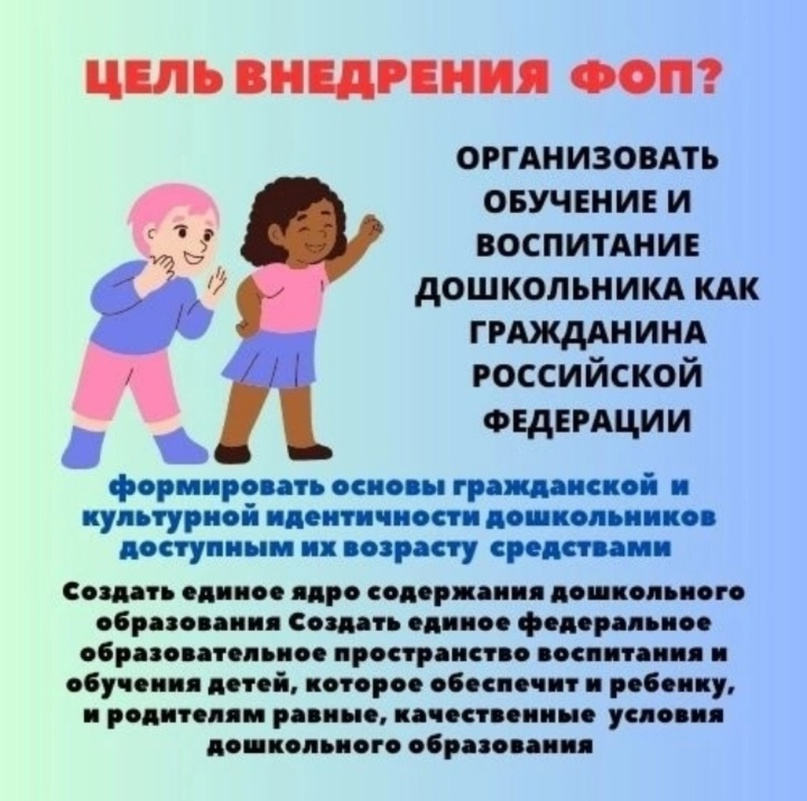 ЦЕЛЬ ВНЕДРЕНИЯ ФОП?
ОРГАНИЗОВАТЬ
ОБУЧЕНИЕ И
ВОСПИТАНИЕ
ДОШКОЛЬНИКА КАК
ГРАЖДАНИНА
РОССИЙСКОЙ
ФЕДЕРАЦИИ
формировать основы гражданской и
культурной идентичности дошкольников
доступным их возрасту средствами
Создать единое ядро содержания дошкольного
образования Создать единое федеральное
образовательное пространство воспитания и
обучения детей, которое обеспечит и ребенку,
и родителям равные, качественные условия
дошкольного образования